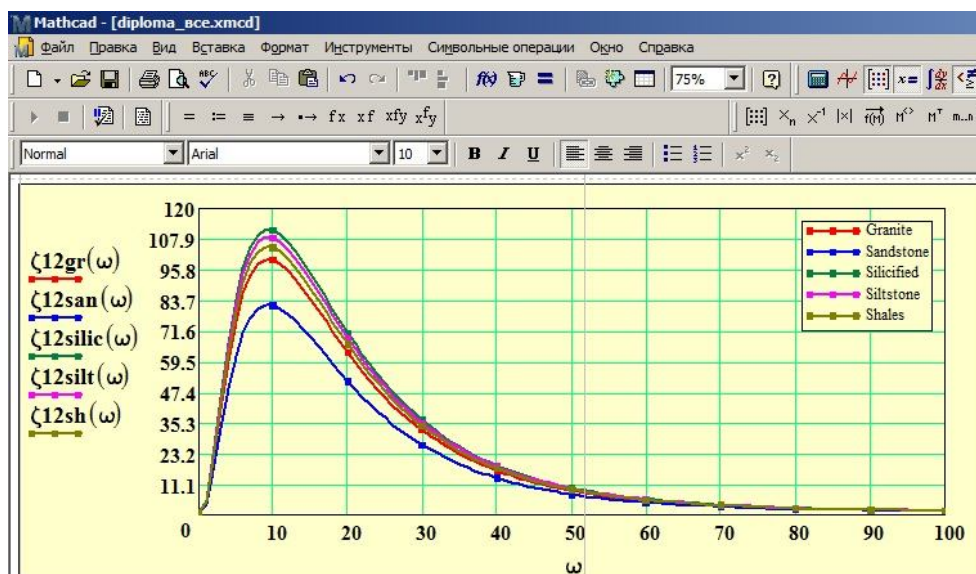 Mathcad - [diploma_все.xmcd]
Файл Правка Вид Вставка Формат Инструменты Символьные операции Окно Справка
75%
= := ≡ → •→ fx xf xfy xfy
Normal Arial 10 B I U
120
107.9
95.8
83.7
71.6
59.5
47.4
35.3
23.2
11.1
ζ12gr(ω)
ζ12san(ω)
ζ12silic(ω)
ζ12silt(ω)
ζ12sh(ω)
Granite
Sandstone
Silicified
Siltstone
Shales
0 10 20 30 40 50 60 70 80 90 100
ω